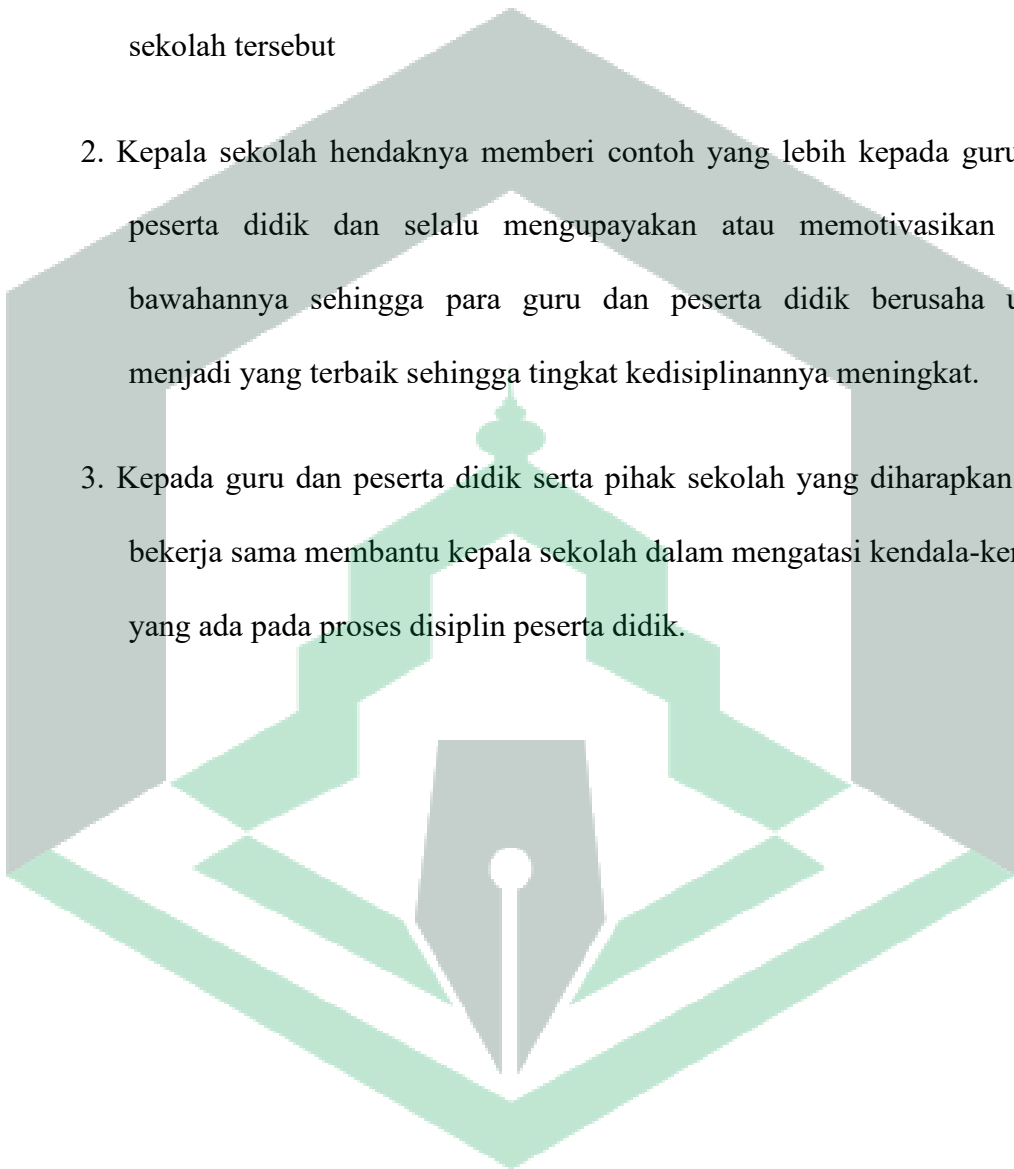 sekolah tersebut
2. Kepala sekolah hendaknya memberi contoh yang lebih kepada guru
peserta didik dan selalu mengupayakan atau memotivasikan
bawahannya sehingga para guru dan peserta didik berusaha
menjadi yang terbaik sehingga tingkat kedisiplinannya meningkat.
3. Kepada guru dan peserta didik serta pihak sekolah yang diharapkan
bekerja sama membantu kepala sekolah dalam mengatasi
yang ada pada proses disiplin peserta didik.